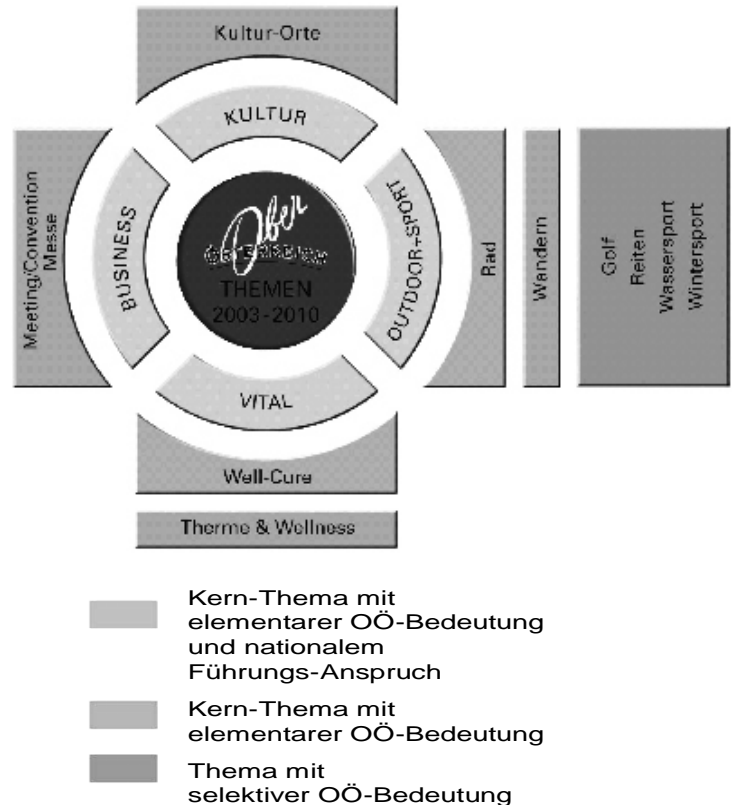 Kultur-Orte
KULTUR
Meeting/Convention
Messe
BUSINESS
Ober
ÖSTERREICH
THEMEN
2003-2010
OUTDOOR+SPORT
Rad
Wandern
Golf
Reiten
Wassersport
Wintersport
VITAL
Well-Cure
Therme & Wellness
Kern-Thema mit
elementarer OÖ-Bedeutung
und nationalem
Führungs-Anspruch
Kern-Thema mit
elementarer OÖ-Bedeutung
Thema mit
selektiver OÖ-Bedeutung